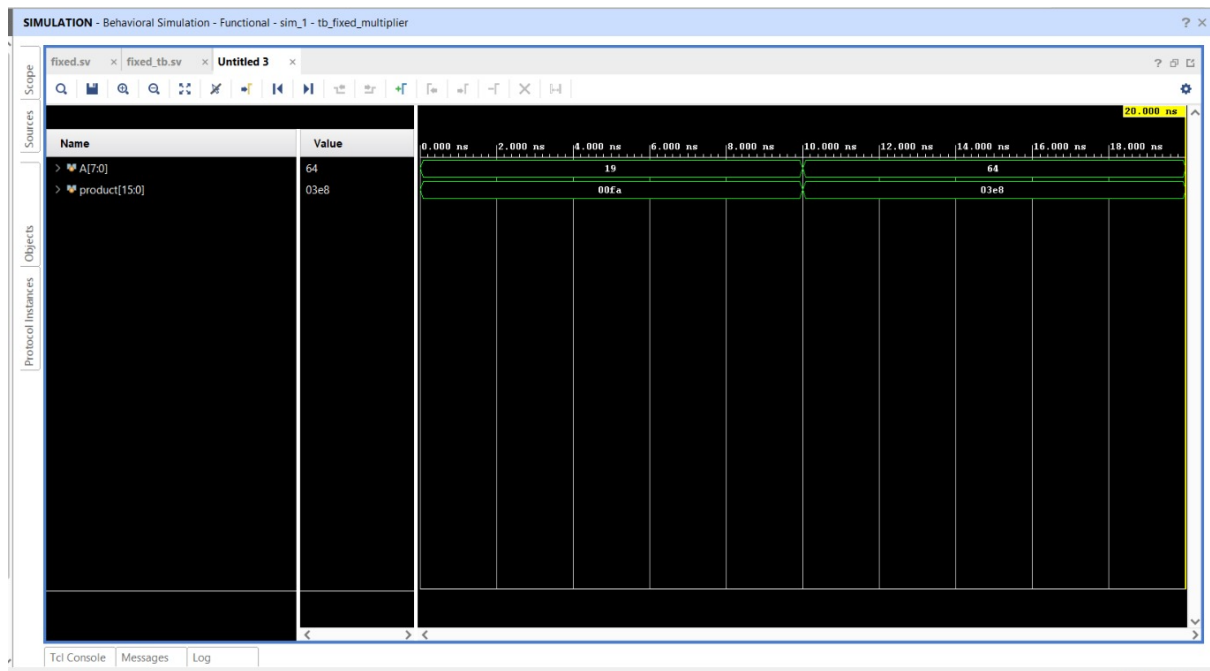 SIMULATION - Behavioral Simulation - Functional - sim_1 - tb_fixed_multiplier ? ×
Scope
Sources
Objects
Protocol Instances
fixed.sv × fixed_tb.sv × Untitled 3 × ?
20.000 ns
Name Value 0.000 ns 2.000 ns 4.000 ns 6.000 ns 8.000 ns 10.000 ns 12.000 ns 14.000 ns 16.000 ns 18.000 ns
> A[7:0] 64 19 64
> product[15:0] 03e8 00fa 03e8
Tcl Console Messages Log